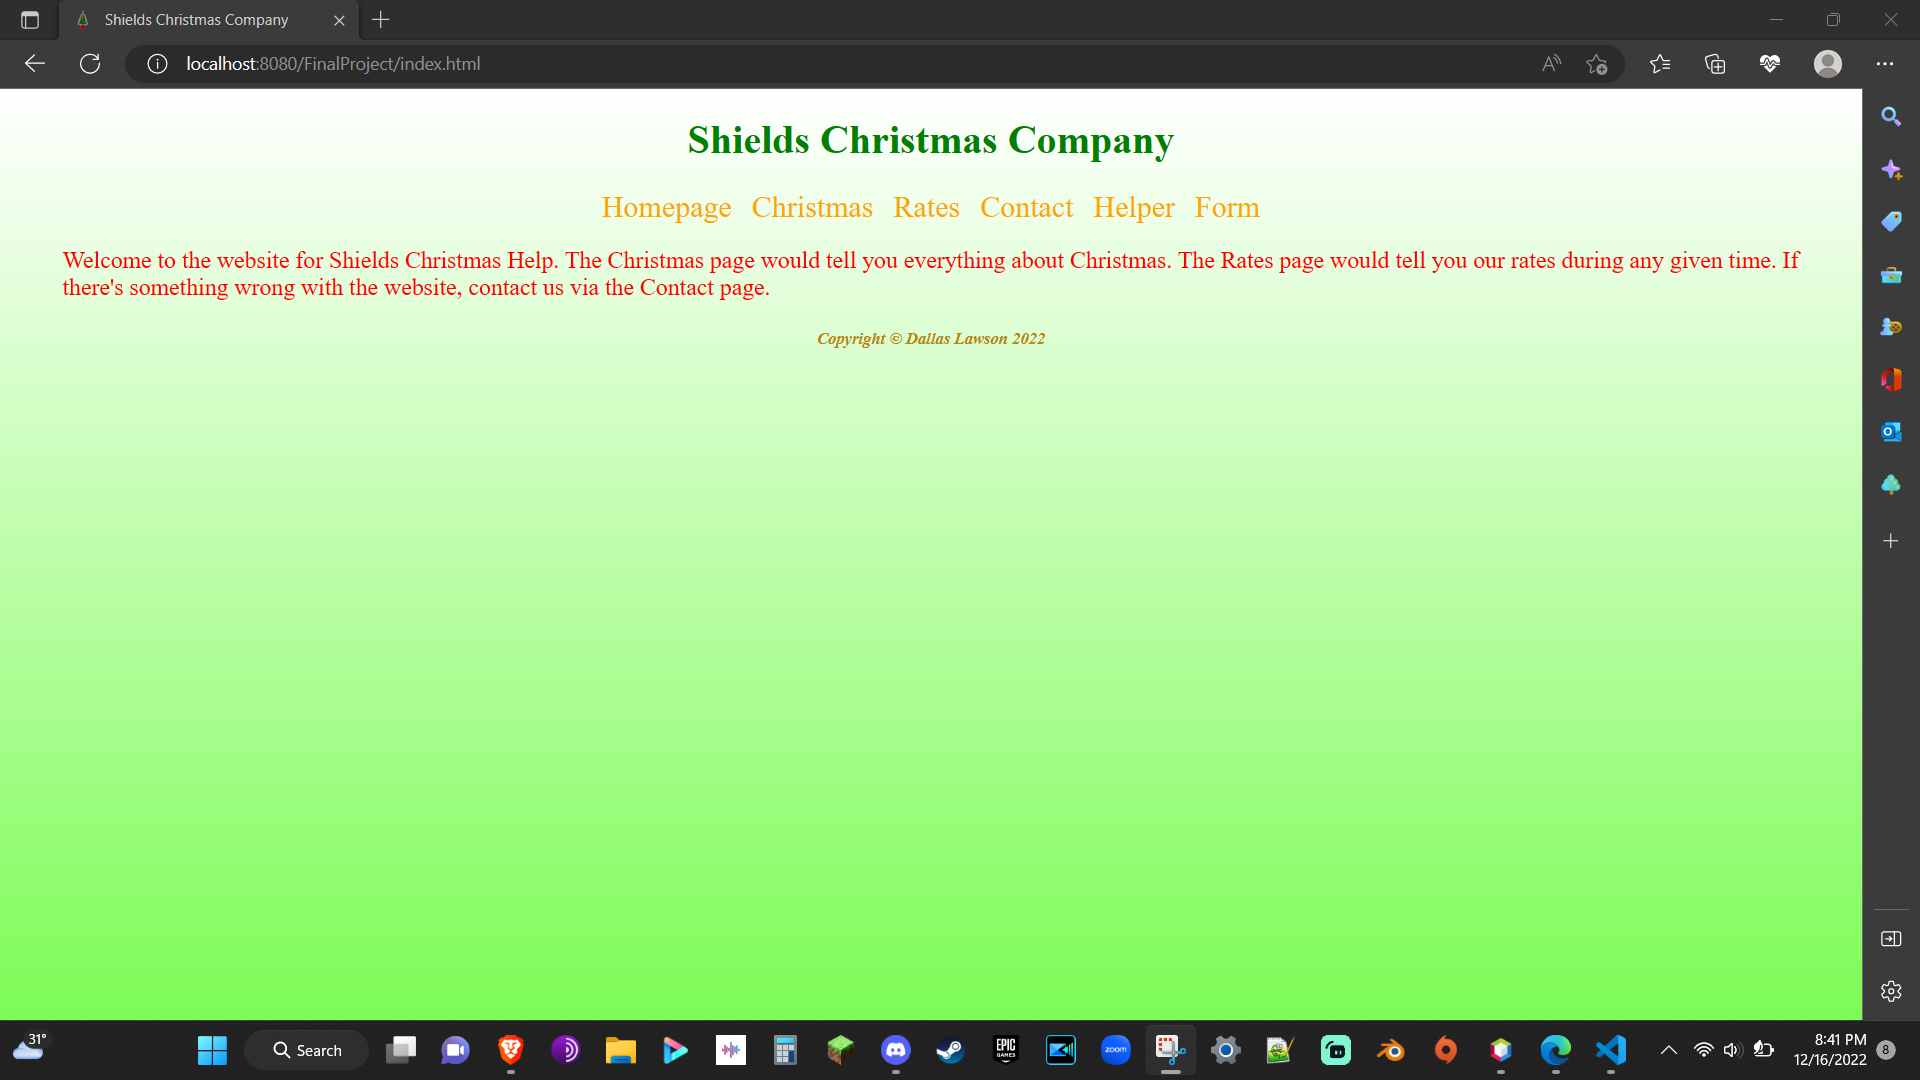 Shields Christmas Company
localhost:8080/FinalProject/index.html
Shields Christmas Company
Homepage Christmas Rates Contact Helper Form
Welcome to the website for Shields Christmas Help. The Christmas page would tell you everything about Christmas. The Rates page would tell you our rates during any given time. If
there's something wrong with the website, contact us via the Contact page.
Copyright © Dallas Lawson 2022
31°
Search
EPIC
GAMES
zoom
8:41 PM
12/16/2022
8